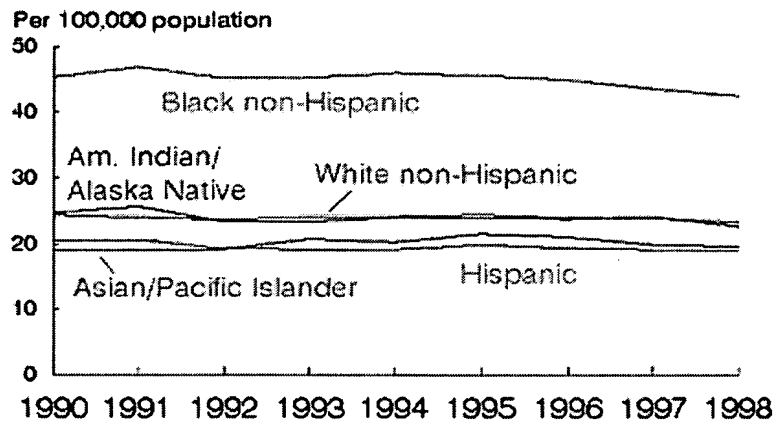 Per 100,000 population
50
40
30
20
10
0
Black non-Hispanic
Am. Indian/
Alaska Native
White non-Hispanic
Asian/Pacific Islander
Hispanic
1990 1991 1992 1993 1994 1995 1996 1997 1998